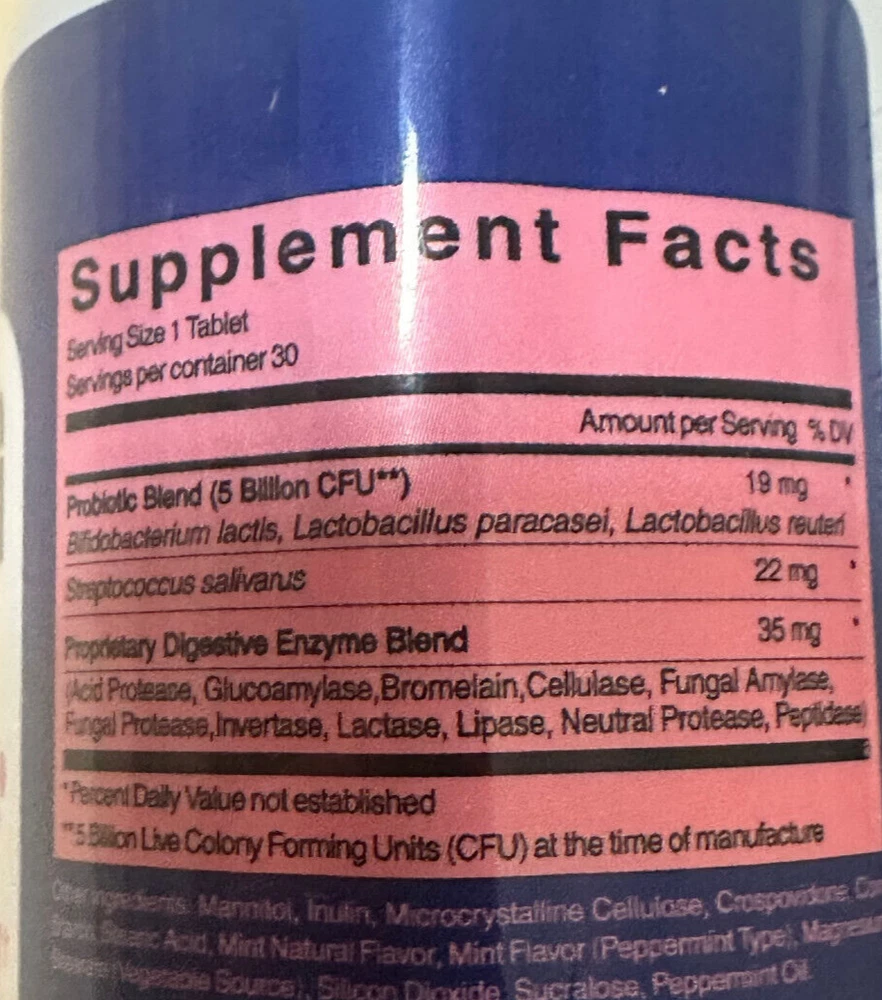 Supplement Facts
Serving Size 1 Tablet
Servings per container 30
Amount per Serving % DV
Probiotic Blend (5 Billion CFU**) 19 mg *
Bifidobacterium lactis, Lactobacillus paracasei, Lactobacillus reuteri
Streptococcus salivarus 22 mg *
Proprietary Digestive Enzyme Blend 35 mg *
(Acid Protease, Glucoamylase,Bromelain,Cellulase, Fungal Amylase,
Fungal Protease,Invertase, Lactase, Lipase, Neutral Protease, Peptidase)
*Percent Daily Value not established
**5 Billion Live Colony Forming Units (CFU) at the time of manufacture
Other Ingredients: Mannitol, Inulin, Microcrystalline Cellulose, Crospovidone,
Stearic Acid, Mint Natural Flavor, Mint Flavor (Peppermint Type),
(Vegetable Source), Silicon Dioxide, Sucralose, Peppermint Oil.